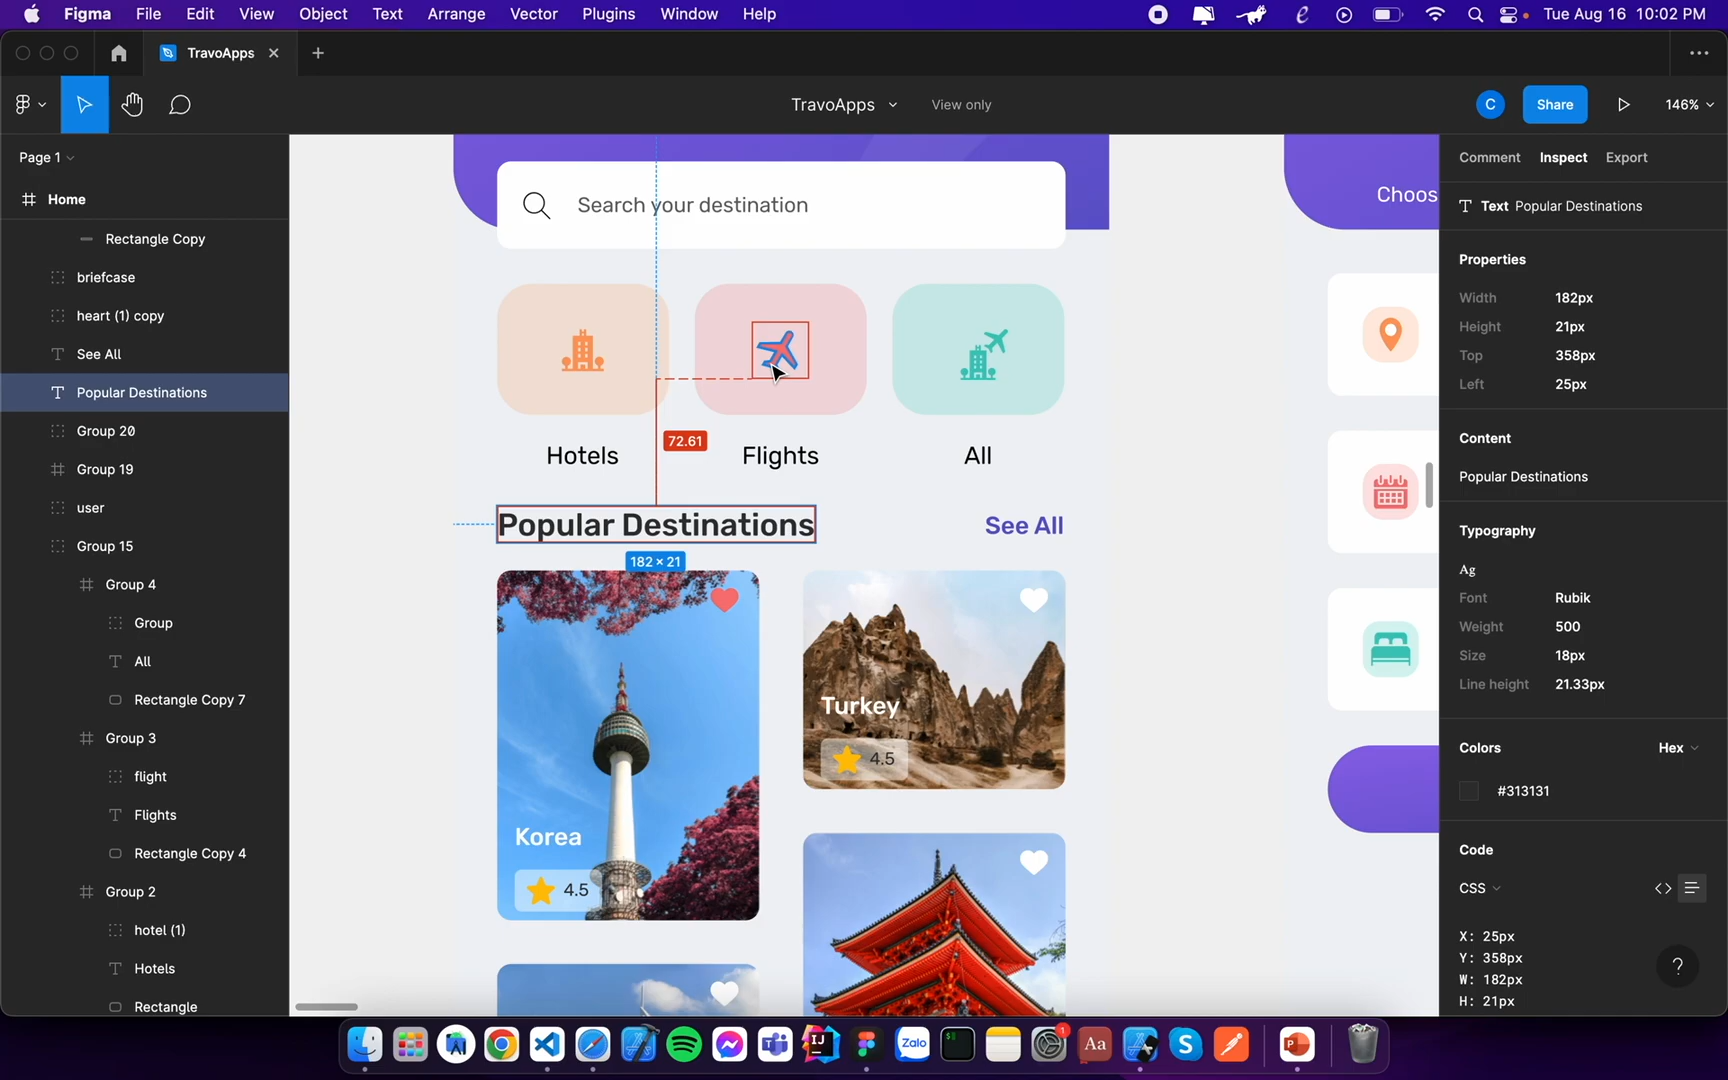 Figma File Edit View Object Text Arrange Vector Plugins Window Help Tue Aug 16 10:02 PM
TravoApps
TravoApps View only C Share 146%
Page 1
Home
Rectangle Copy
briefcase
heart (1) copy
See All
Popular Destinations
Group 20
Group 19
user
Group 15
Group 4
Group
All
Rectangle Copy 7
Group 3
flight
Flights
Rectangle Copy 4
Group 2
hotel (1)
Hotels
Rectangle
Search your destination
Hotels Flights All
72.61
Popular Destinations See All
182 × 21
Korea
4.5
Turkey
4.5
Choos
Comment Inspect Export
Text Popular Destinations
Properties
Width 182px
Height 21px
Top 358px
Left 25px
Content
Popular Destinations
Typography
Ag
Font Rubik
Weight 500
Size 18px
Line height 21.33px
Colors Hex
#313131
Code
CSS
X: 25px
Y: 358px
W: 182px
H: 21px
?
Zalo
IJ
Aa
S
P
1